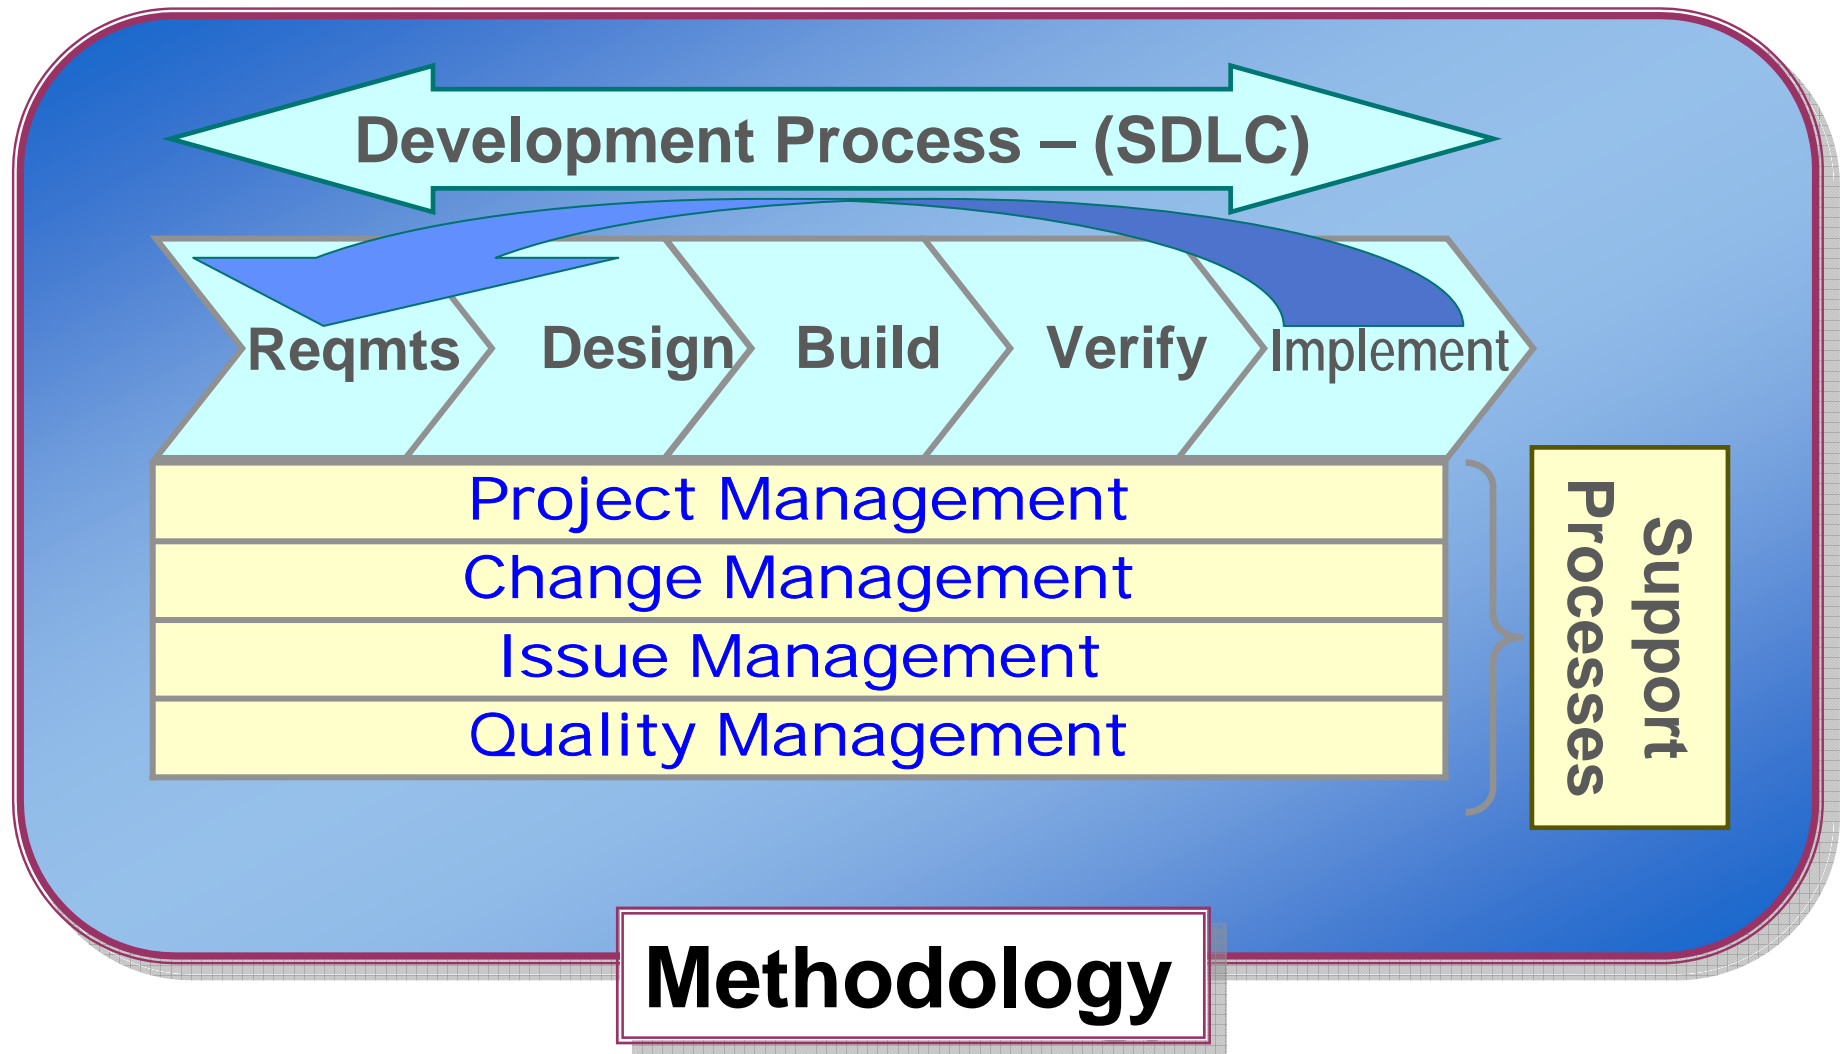 Development Process – (SDLC)
Reqmts
Design
Build
Verify
Implement
Project Management
Change Management
Issue Management
Quality Management
Support
Processes
Methodology